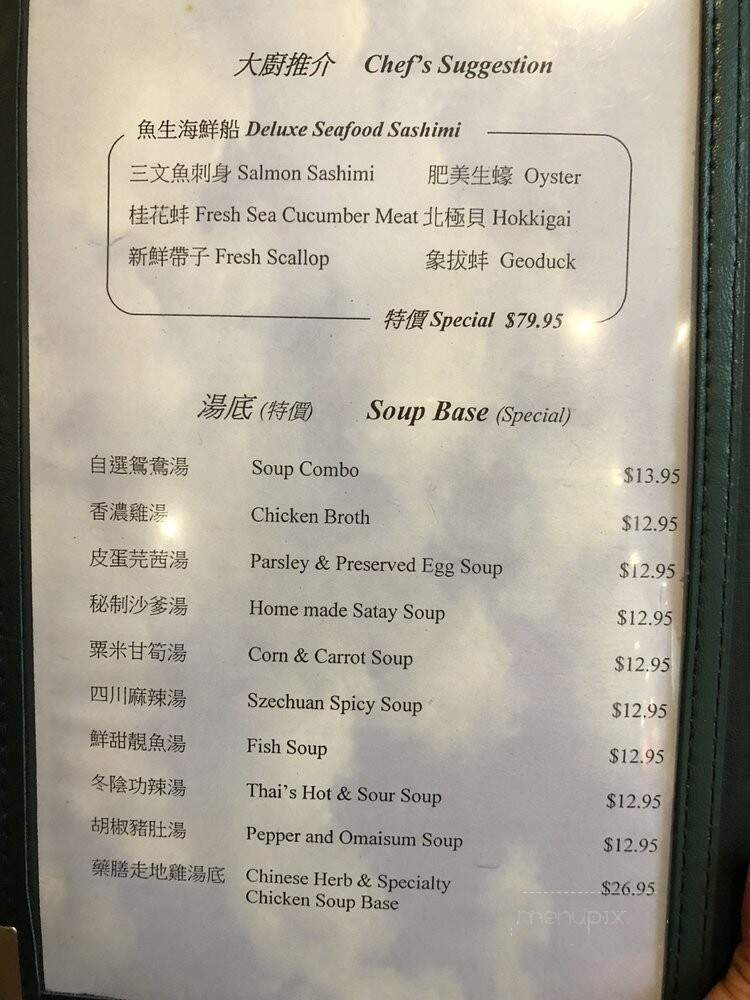 大廚推介 Chef's Suggestion
魚生海鮮船 Deluxe Seafood Sashimi
三文魚刺身 Salmon Sashimi 肥美生蠔 Oyster
桂花蚌 Fresh Sea Cucumber Meat 北極貝 Hokkigai
新鮮帶子 Fresh Scallop 象拔蚌 Geoduck
特價 Special $79.95
湯底 (特價) Soup Base (Special)
自選鴛鴦湯 Soup Combo $13.95
香濃雞湯 Chicken Broth $12.95
皮蛋芫茜湯 Parsley & Preserved Egg Soup $12.95
秘制沙爹湯 Home made Satay Soup $12.95
粟米甘筍湯 Corn & Carrot Soup $12.95
四川麻辣湯 Szechuan Spicy Soup $12.95
鮮甜靚魚湯 Fish Soup $12.95
冬陰功辣湯 Thai's Hot & Sour Soup $12.95
胡椒豬肚湯 Pepper and Omaisum Soup $12.95
藥膳走地雞湯底 Chinese Herb & Specialty $26.95
Chicken Soup Base
menupix